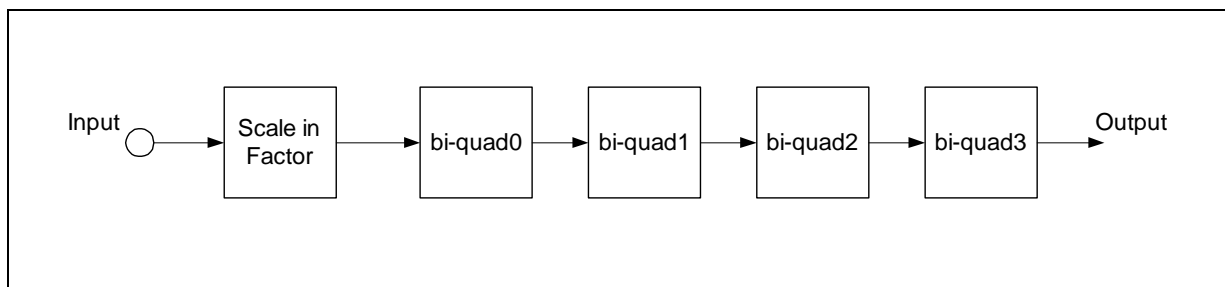 Input
Scale in
Factor
bi-quad0
bi-quad1
bi-quad2
bi-quad3
Output